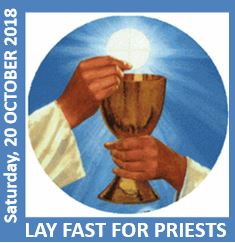 Saturday, 20 OCTOBER 2018
LAY FAST FOR PRIESTS